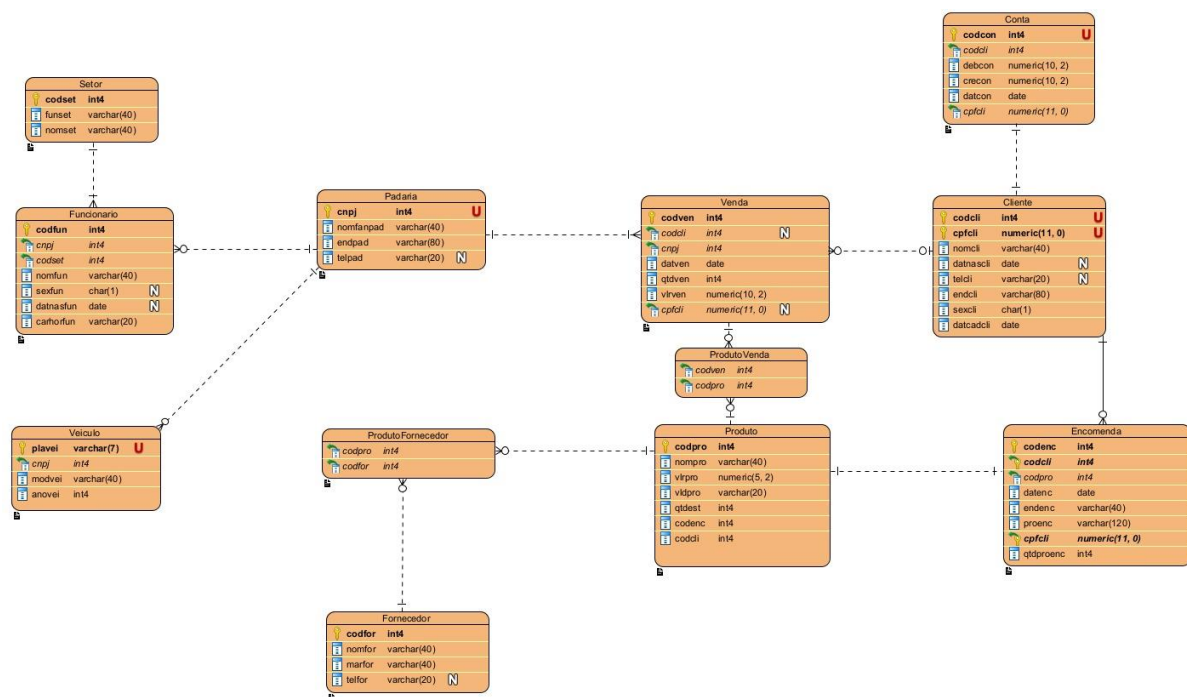 Conta
codcon int4 U
codcli int4
debcon numeric(10, 2)
crecon numeric(10, 2)
datcon date
cpfcli numeric(11, 0)
Setor
codset int4
funset varchar(40)
nomset varchar(40)
Funcionario
codfun int4
cnpj int4
codset int4
nomfun varchar(40)
sexfun char(1) N
datnasfun date N
carhorfun varchar(20)
Padaria
cnpj int4 U
nomfanpad varchar(40)
endpad varchar(80)
telpad varchar(20) N
Venda
codven int4
codcli int4 N
cnpj int4
datven date
qtdven int4
vlrven numeric(10, 2)
cpfcli numeric(11, 0) N
Cliente
codcli int4 U
cpfcli numeric(11, 0) U
nomcli varchar(40)
datnascli date N
telcli varchar(20) N
endcli varchar(80)
sexcli char(1)
datcadcli date
ProdutoVenda
codven int4
codpro int4
Veiculo
plavei varchar(7) U
cnpj int4
modvei varchar(40)
anovei int4
ProdutoFornecedor
codpro int4
codfor int4
Produto
codpro int4
nompro varchar(40)
vlrpro numeric(5, 2)
vldpro varchar(20)
qtdest int4
codenc int4
codcli int4
Encomenda
codenc int4
codcli int4
codpro int4
datenc date
endenc varchar(40)
proenc varchar(120)
cpfcli numeric(11, 0)
qtdproenc int4
Fornecedor
codfor int4
nomfor varchar(40)
marfor varchar(40)
telfor varchar(20) N